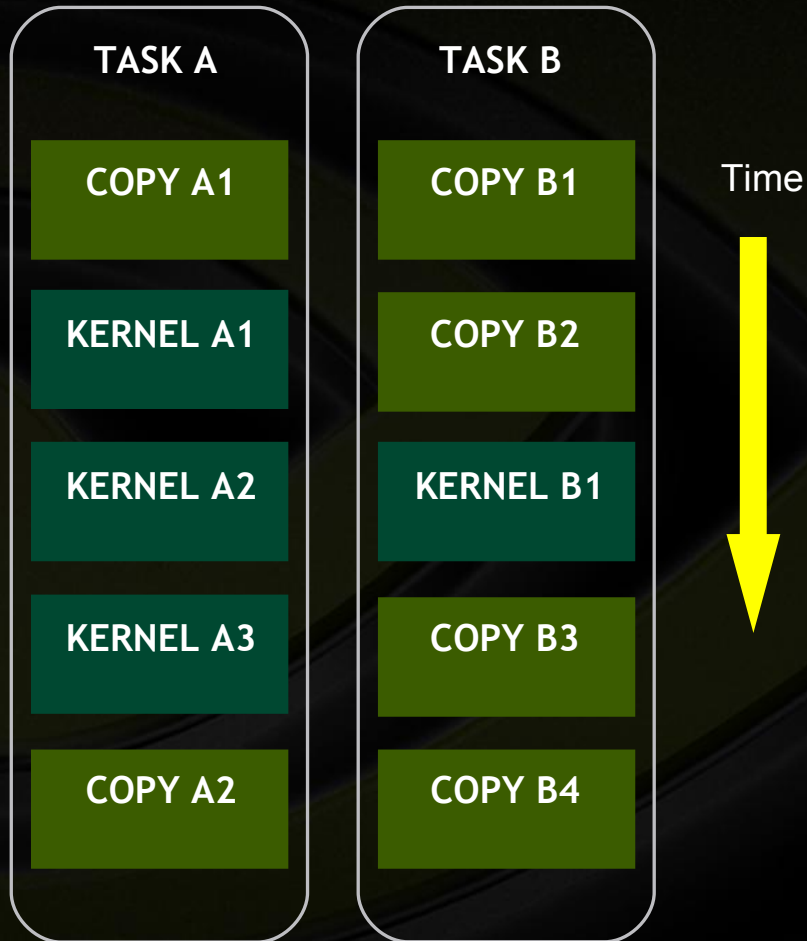 TASK A
COPY A1
KERNEL A1
KERNEL A2
KERNEL A3
COPY A2
TASK B
COPY B1
COPY B2
KERNEL B1
COPY B3
COPY B4
Time